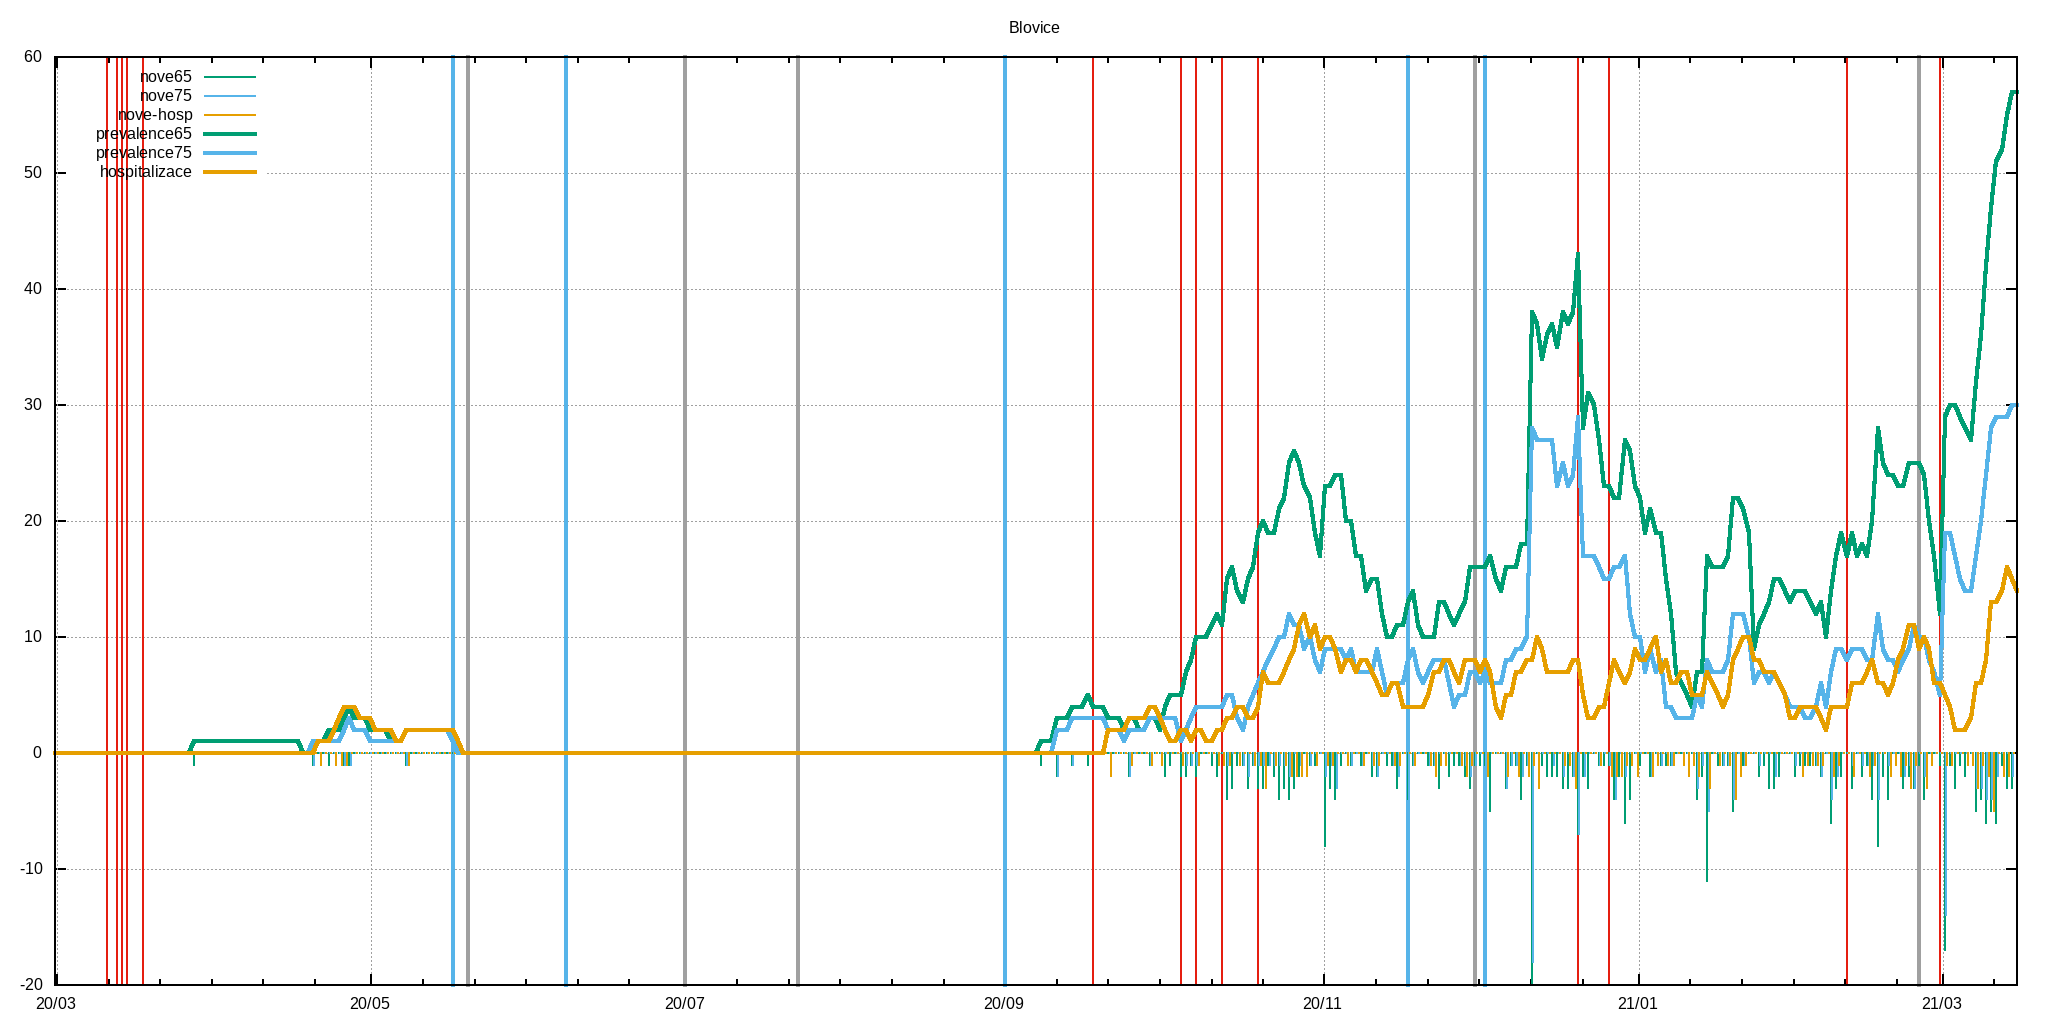 Blovice
60
50
40
30
20
10
0
-10
-20
nove65
nove75
nove-hosp
prevalence65
prevalence75
hospitalizace
20/03 20/05 20/07 20/09 20/11 21/01 21/03